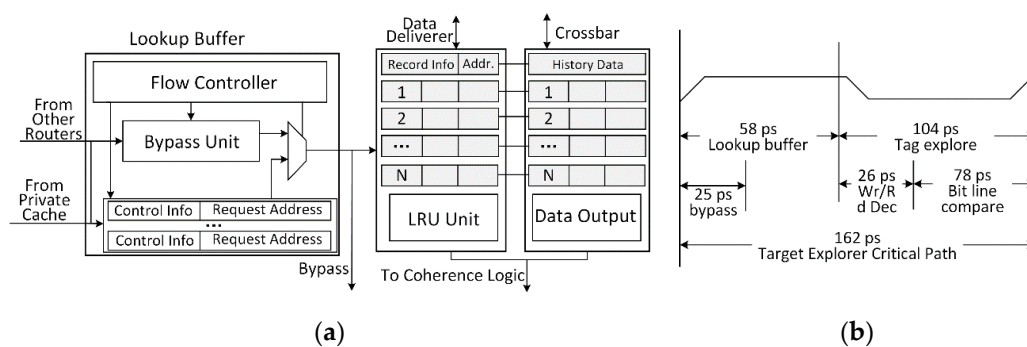 Lookup Buffer
Flow Controller
From
Other
Routers
Bypass Unit
From
Private
Cache
Control Info Request Address
...
Control Info Request Address
Bypass
Data
Deliverer
Crossbar
Record Info Addr.
History Data
1
1
2
2
...
...
N
N
LRU Unit
Data Output
To Coherence Logic
(a)
58 ps
Lookup buffer
104 ps
Tag explore
25 ps
bypass
26 ps
Wr/R
d Dec
78 ps
Bit line
compare
162 ps
Target Explorer Critical Path
(b)